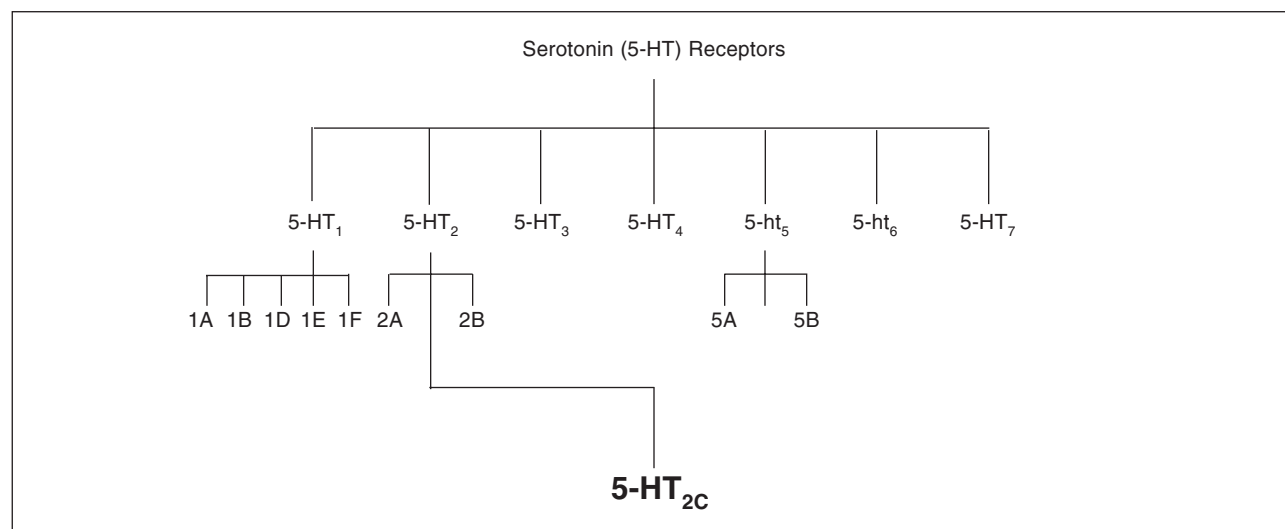 Serotonin (5-HT) Receptors
5-HT₁ 5-HT₂ 5-HT₃ 5-HT₄ 5-ht₅ 5-ht₆ 5-HT₇
1A 1B 1D 1E 1F 2A 2B 5A 5B
5-HT₂C